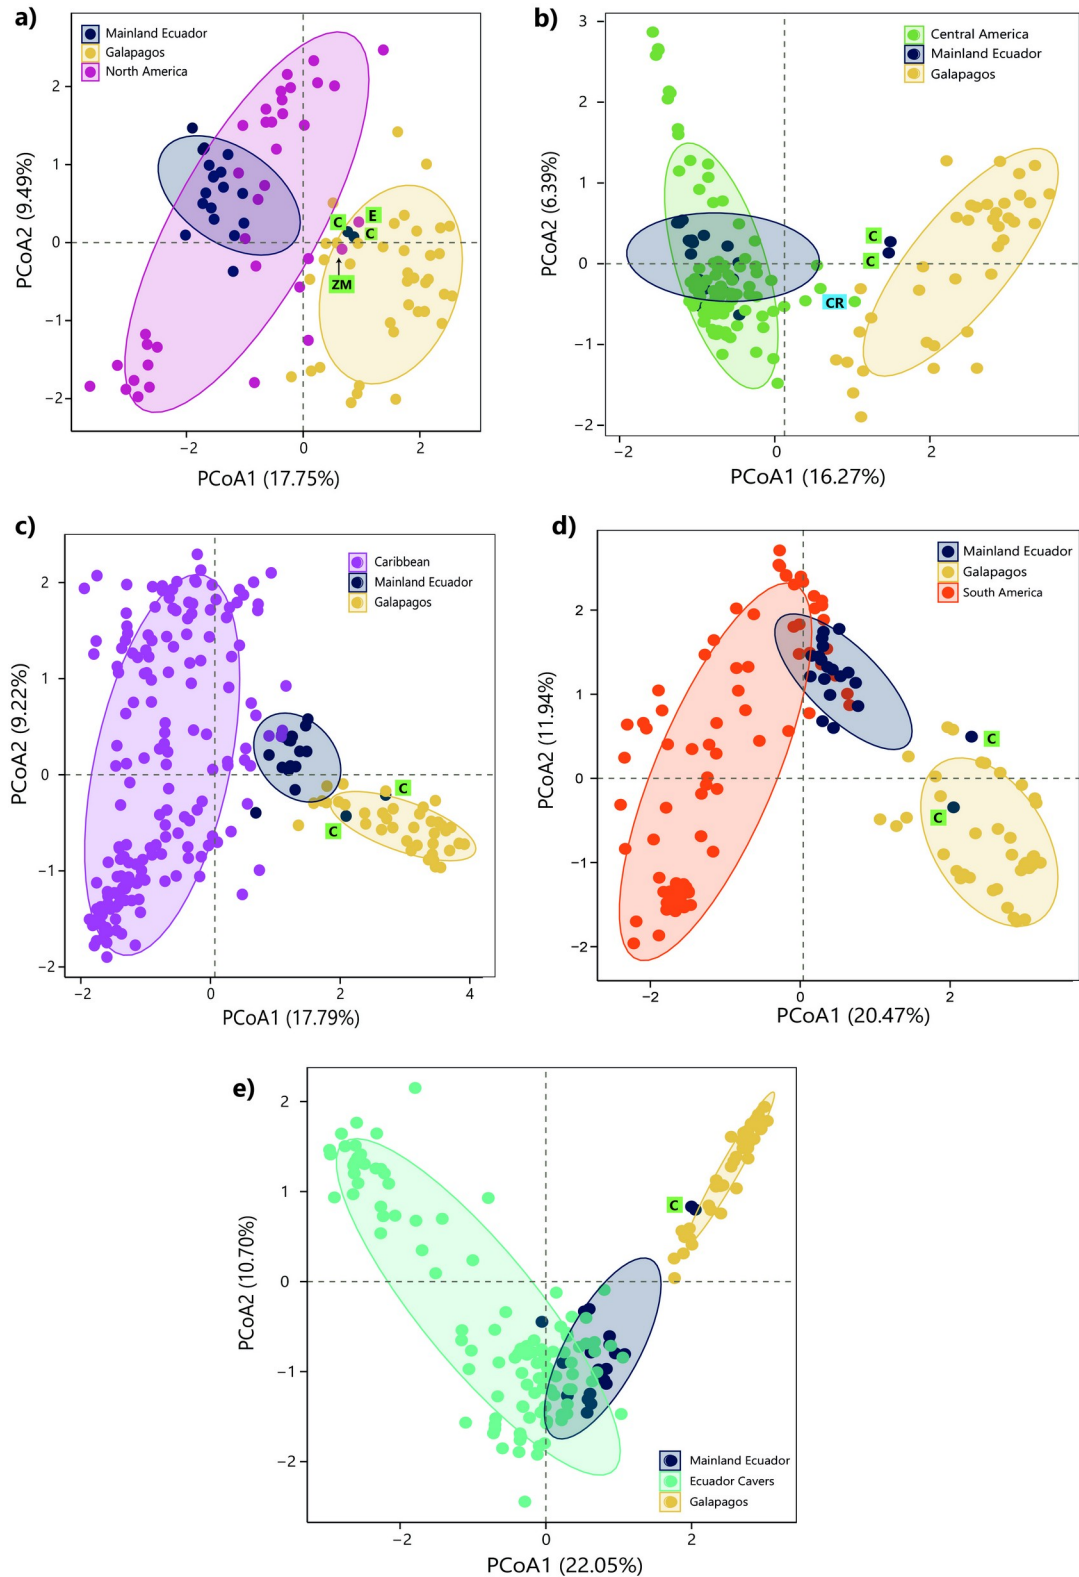 a)
Mainland Ecuador
Galapagos
North America
PCoA2 (9.49%)
2
1
0
−1
−2
C
E
C
ZM
−2
0
2
PCoA1 (17.75%)
b)
Central America
Mainland Ecuador
Galapagos
PCoA2 (6.39%)
3
2
1
0
−1
−2
C
C
CR
−2
0
2
PCoA1 (16.27%)
c)
Caribbean
Mainland Ecuador
Galapagos
PCoA2 (9.22%)
2
1
0
−1
−2
C
C
−2
0
2
4
PCoA1 (17.79%)
d)
Mainland Ecuador
Galapagos
South America
PCoA2 (11.94%)
2
1
0
−1
−2
C
C
−2
0
2
PCoA1 (20.47%)
e)
PCoA2 (10.70%)
2
1
0
−1
−2
C
Mainland Ecuador
Ecuador Cavers
Galapagos
−2
0
2
PCoA1 (22.05%)